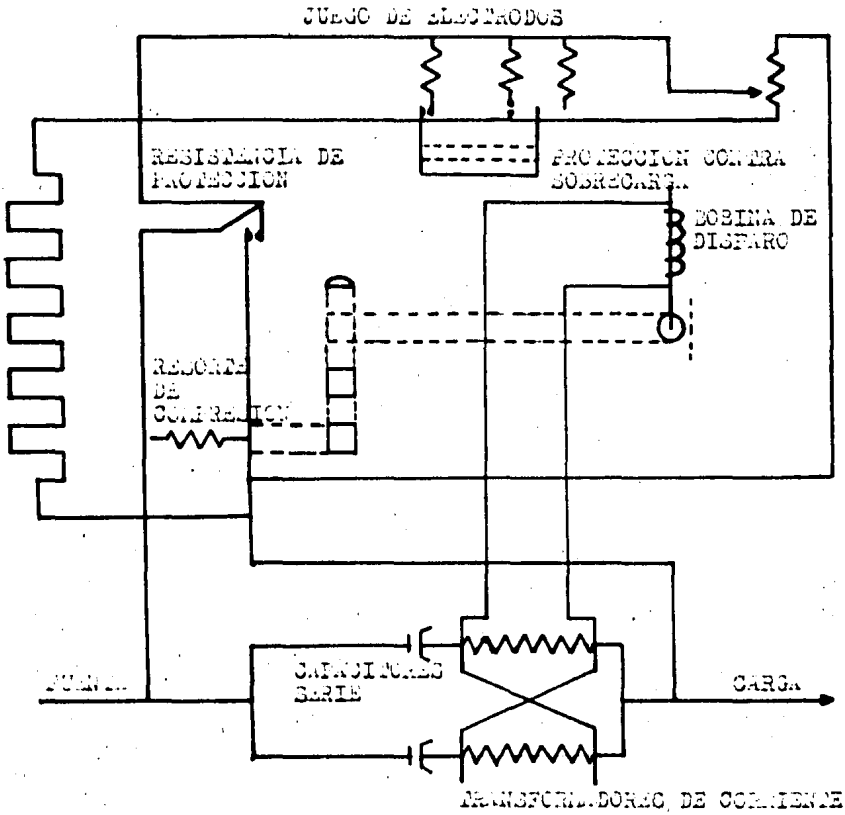 JUEGO DE ELECTRODOS
RESISTENCIA DE
PROTECCION
PROTECCION CONTRA
SOBRECARGA
BOBINA DE
DISPARO
RESORTE
DE
COMPRESION
FUENTE
CAPACITORES
SERIE
CARGA
TRANSFORMADORES DE CORRIENTE